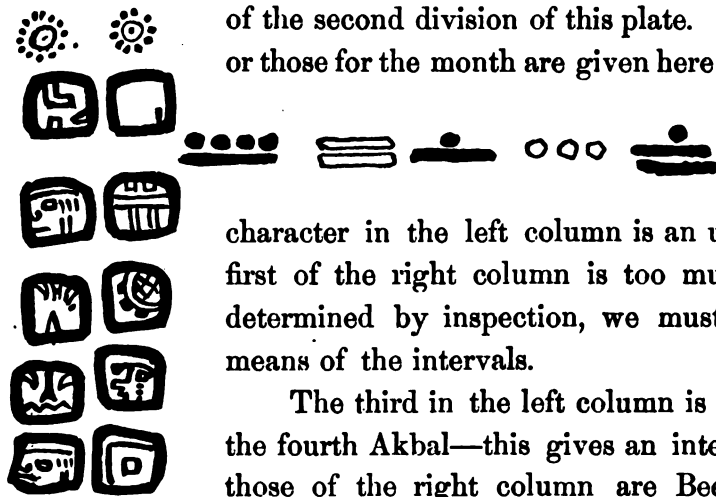 of the second division of this plate.
or those for the month are given here
character in the left column is an
first of the right column is too
determined by inspection, we must
means of the intervals.
The third in the left column is
the fourth Akbal—this gives an
those of the right column are